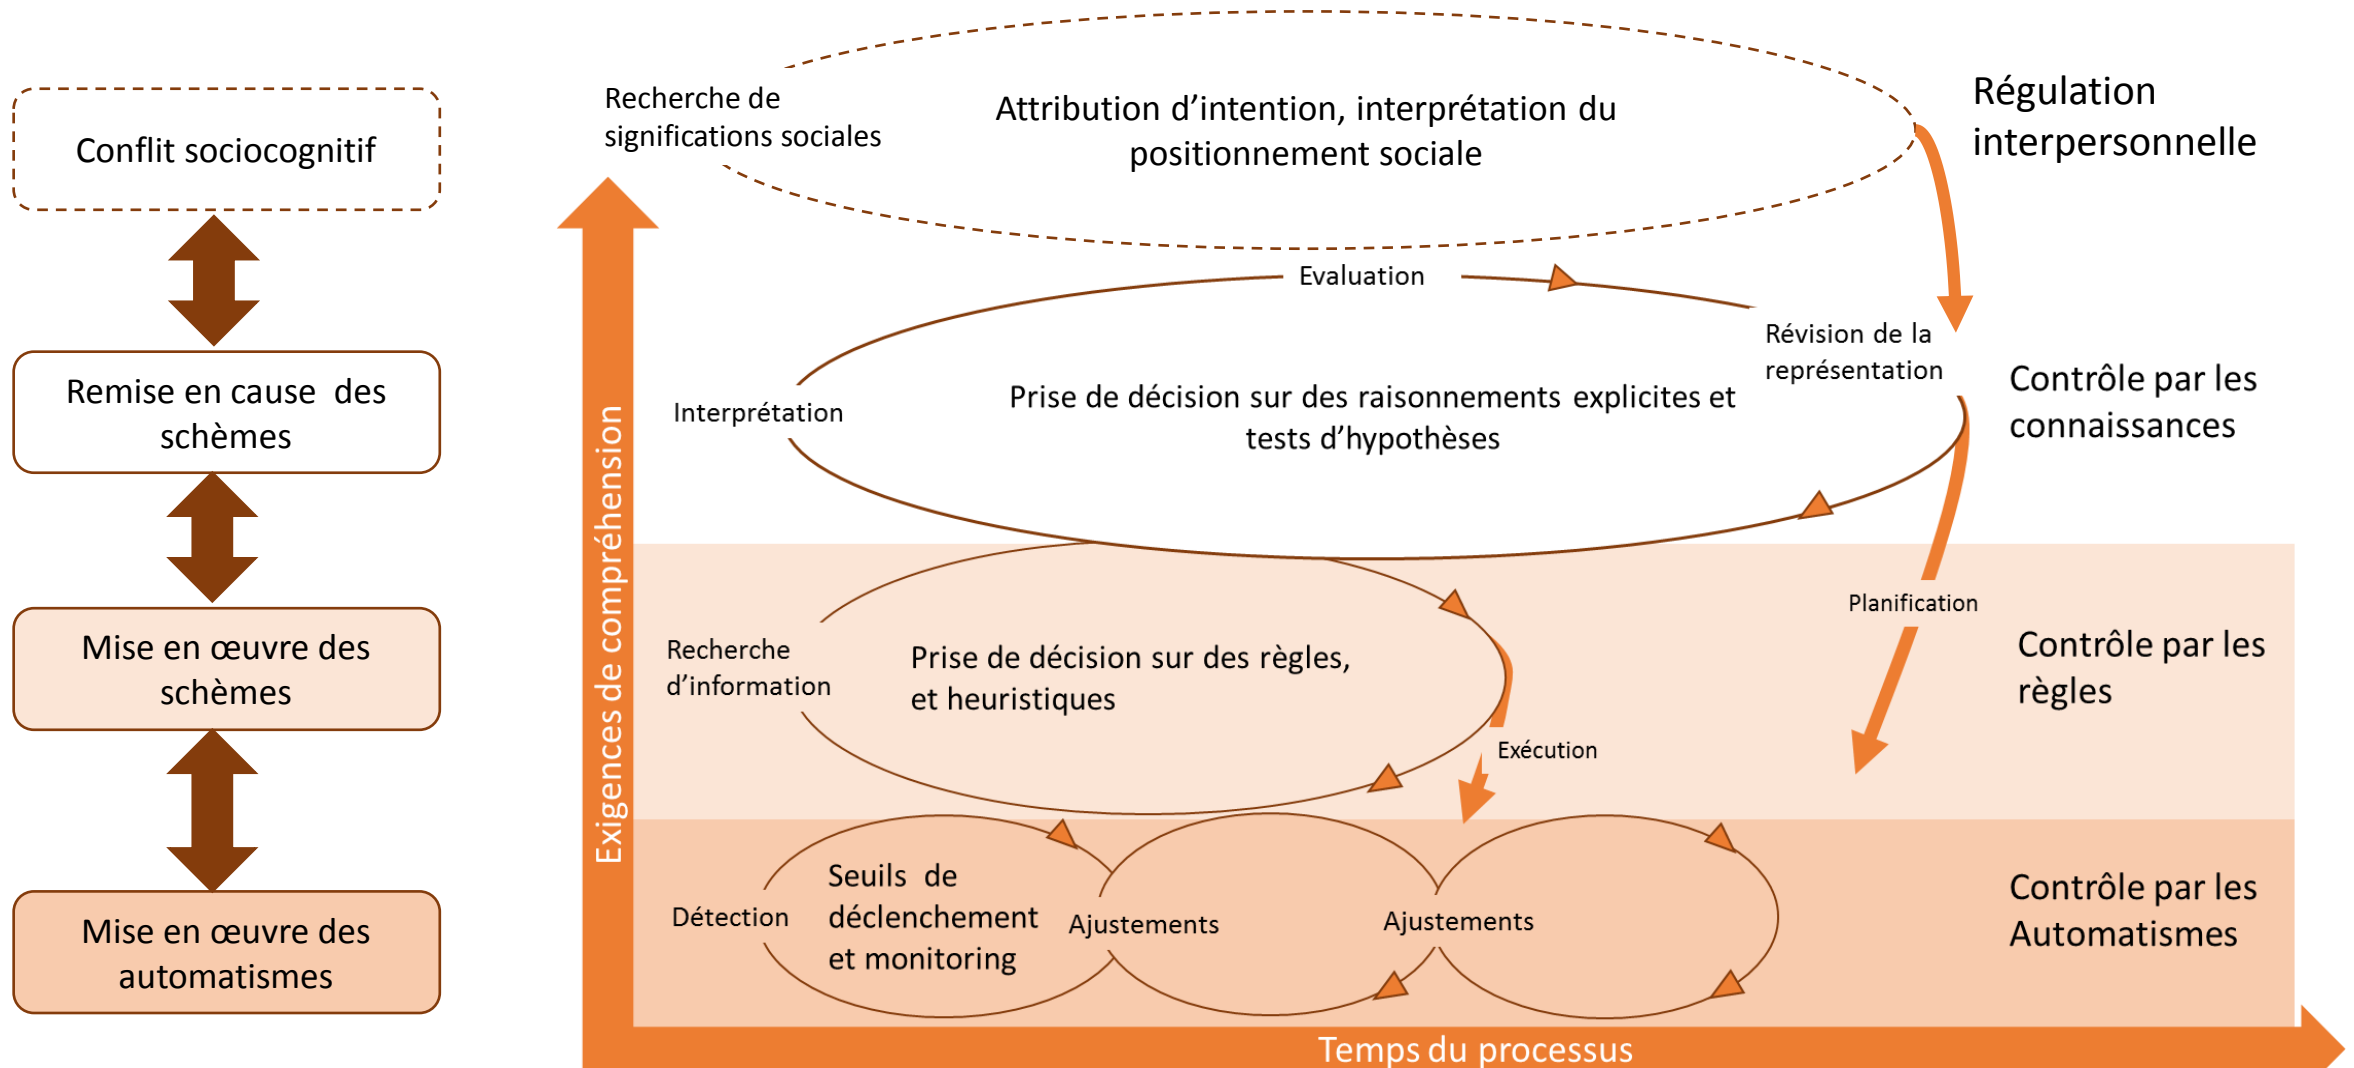 Conflit sociocognitif
Remise en cause des
schèmes
Mise en œuvre des
schèmes
Mise en œuvre des
automatismes
Exigences de compréhension
Recherche de
significations sociales
Attribution d’intention, interprétation du
positionnement sociale
Régulation
interpersonnelle
Evaluation
Révision de la
représentation
Interprétation
Prise de décision sur des raisonnements explicites et
tests d’hypothèses
Contrôle par les
connaissances
Planification
Recherche
d’information
Prise de décision sur des règles,
et heuristiques
Exécution
Contrôle par les
règles
Détection
Seuils de
déclenchement
et monitoring
Ajustements
Ajustements
Contrôle par les
Automatismes
Temps du processus